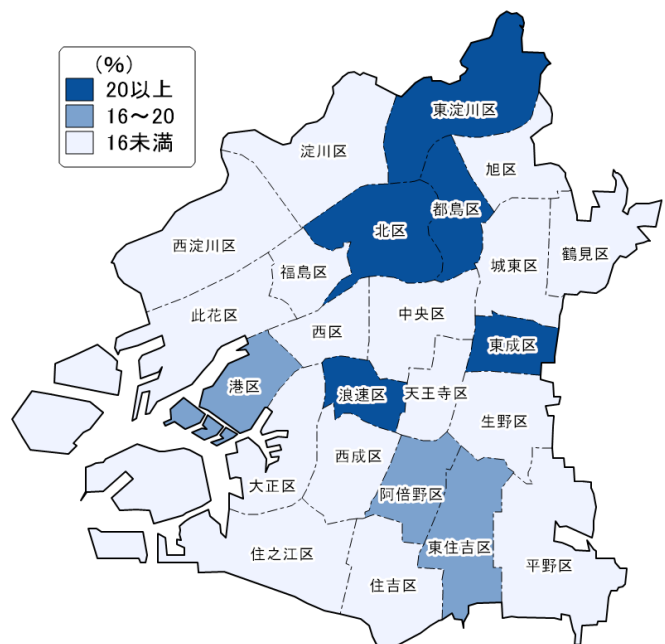 （%）
20以上
16～20
16未満
東淀川区
淀川区
旭区
都島区
北区
西淀川区
鶴見区
城東区
福島区
此花区
中央区
西区
東成区
港区
浪速区
天王寺区
生野区
西成区
大正区
阿倍野区
東住吉区
住之江区
平野区
住吉区